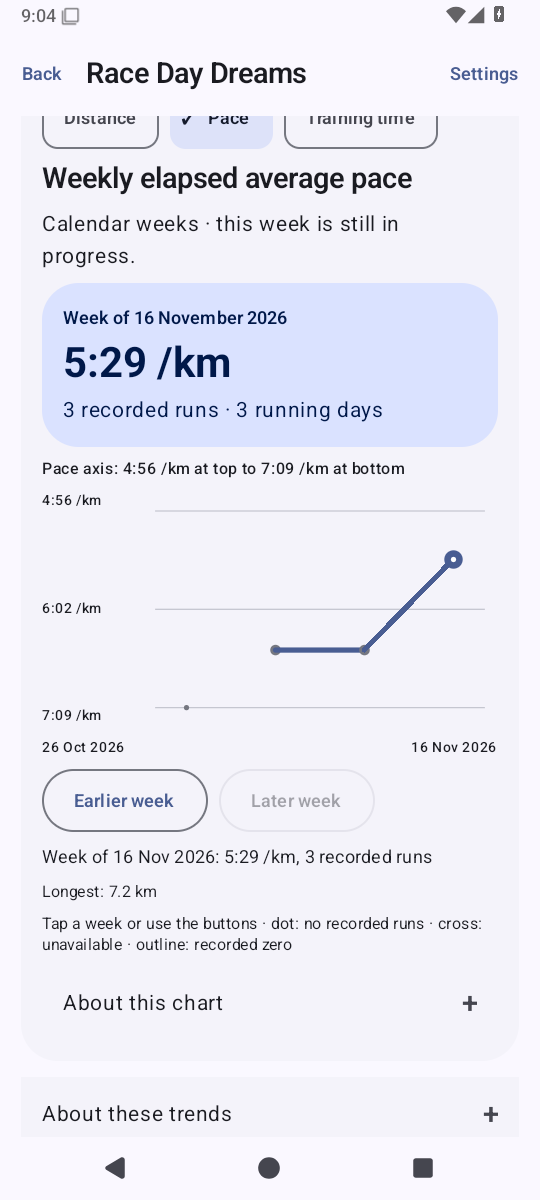 9:04
Back
Race Day Dreams
Settings
Distance
✓ Pace
Training time
Weekly elapsed average pace
Calendar weeks · this week is still in
progress.
Week of 16 November 2026
5:29 /km
3 recorded runs · 3 running days
Pace axis: 4:56 /km at top to 7:09 /km at bottom
4:56 /km
6:02 /km
7:09 /km
26 Oct 2026
16 Nov 2026
Earlier week
Later week
Week of 16 Nov 2026: 5:29 /km, 3 recorded runs
Longest: 7.2 km
Tap a week or use the buttons · dot: no recorded runs · cross:
unavailable · outline: recorded zero
About this chart +
About these trends +